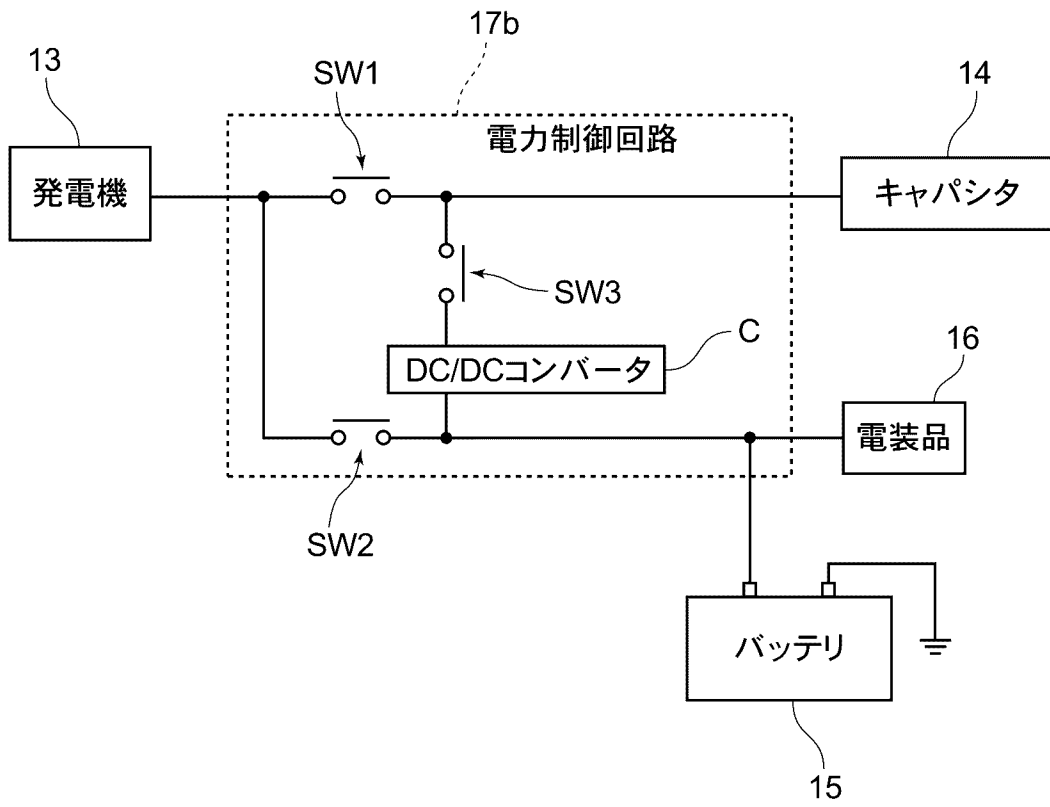 17b
13
SW1
14
電力制御回路
発電機
キャパシタ
SW3
C
16
DC/DCコンバータ
電装品
SW2
バッテリ
15